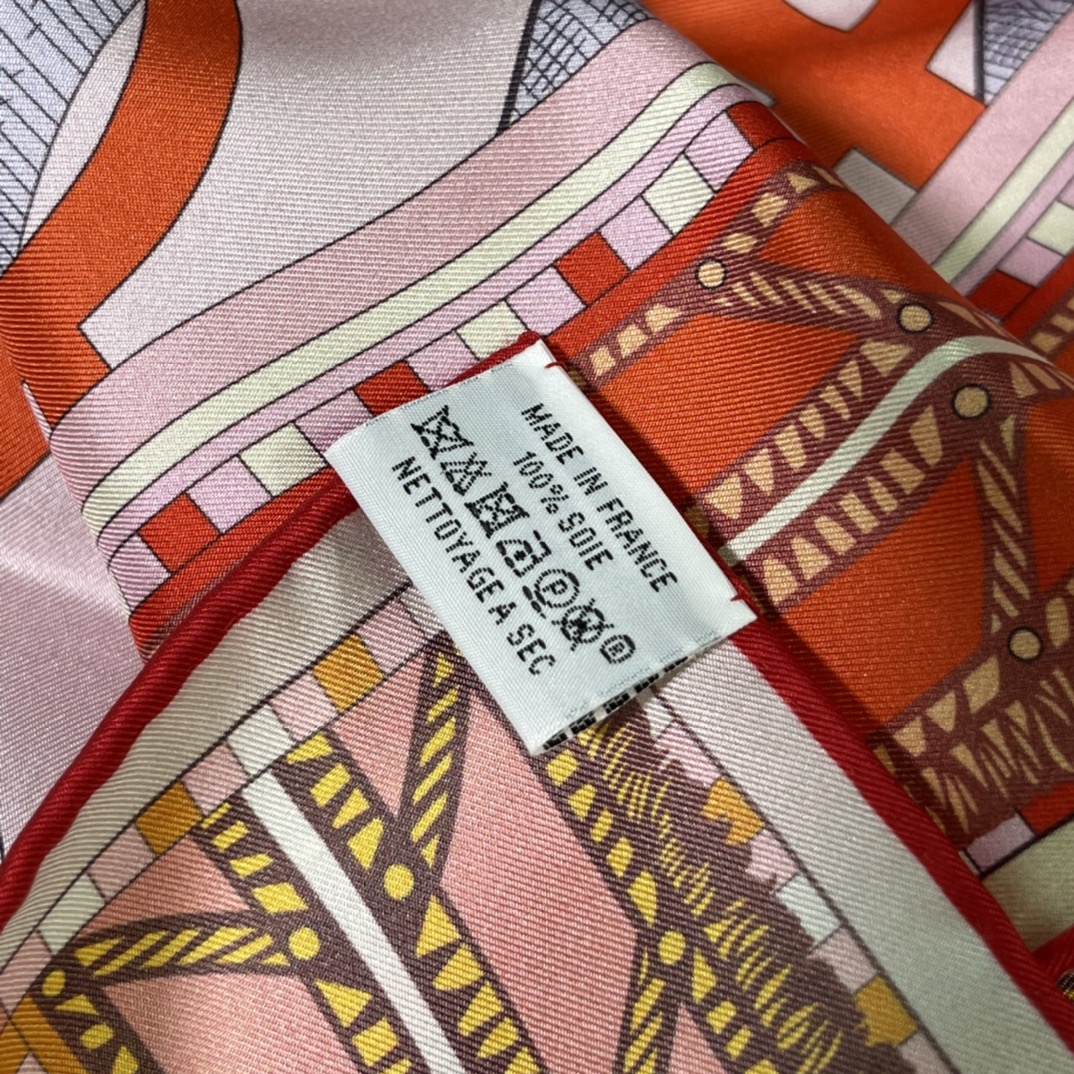 MADE IN FRANCE
100% SOIE
P
®
NETTOYAGE A SEC